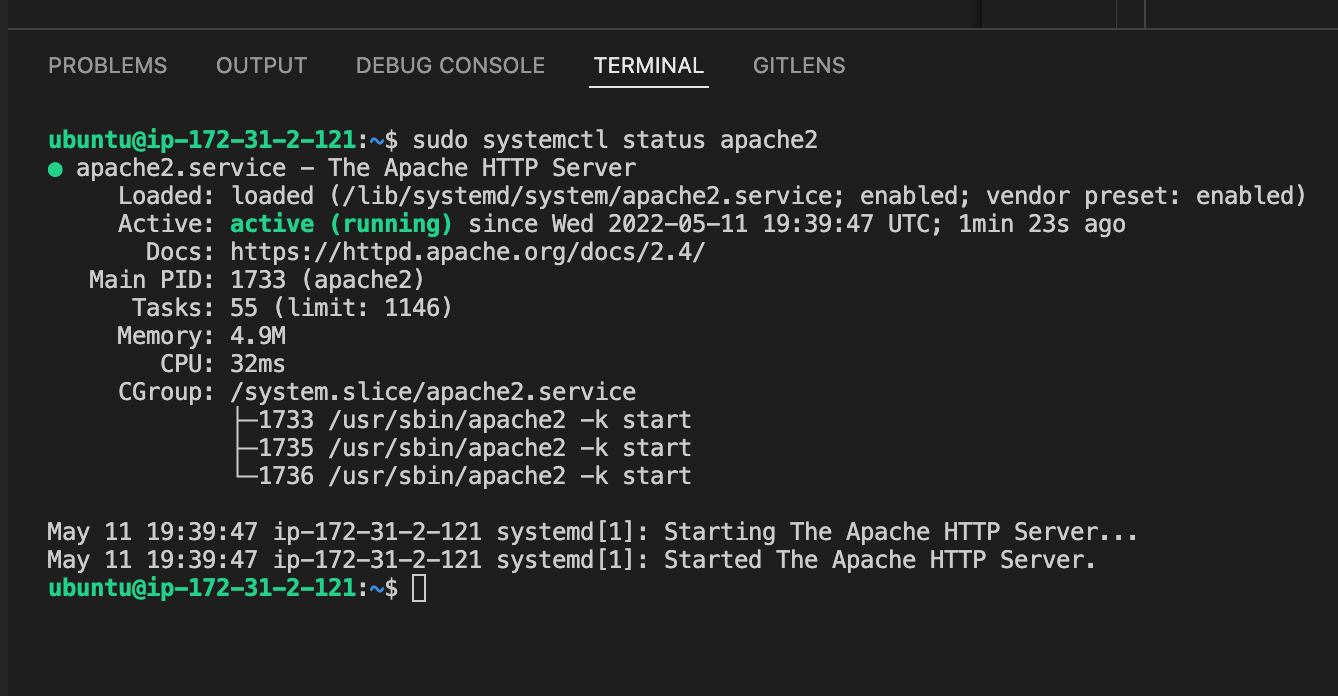 PROBLEMS OUTPUT DEBUG CONSOLE TERMINAL GITLENS
ubuntu@ip-172-31-2-121:~$ sudo systemctl status apache2
● apache2.service - The Apache HTTP Server
Loaded: loaded (/lib/systemd/system/apache2.service; enabled; vendor preset: enabled)
Active: active (running) since Wed 2022-05-11 19:39:47 UTC; 1min 23s ago
Docs: https://httpd.apache.org/docs/2.4/
Main PID: 1733 (apache2)
Tasks: 55 (limit: 1146)
Memory: 4.9M
CPU: 32ms
CGroup: /system.slice/apache2.service
├─1733 /usr/sbin/apache2 -k start
├─1735 /usr/sbin/apache2 -k start
└─1736 /usr/sbin/apache2 -k start
May 11 19:39:47 ip-172-31-2-121 systemd[1]: Starting The Apache HTTP Server...
May 11 19:39:47 ip-172-31-2-121 systemd[1]: Started The Apache HTTP Server.
ubuntu@ip-172-31-2-121:~$